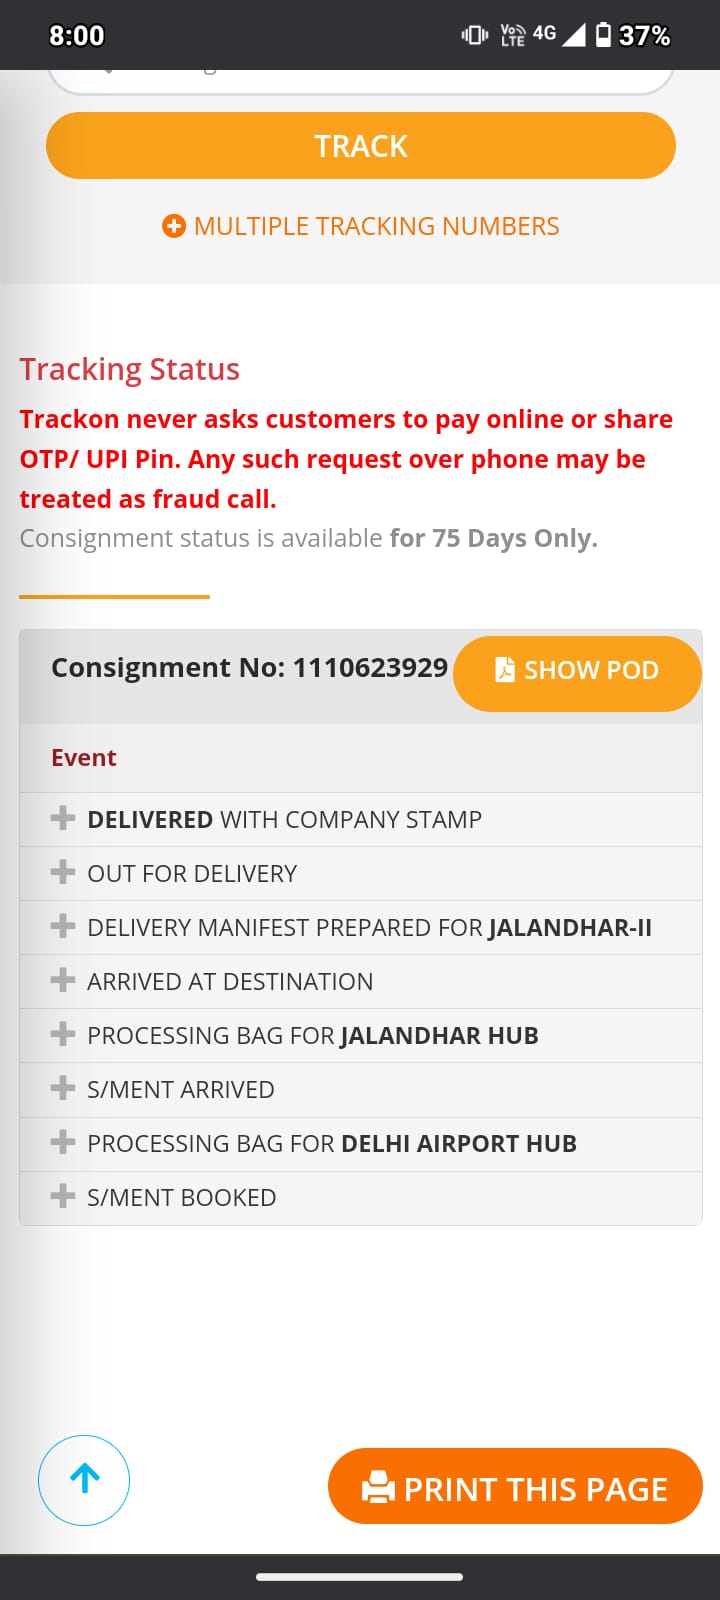 8:00
Vo LTE 4G 37%
TRACK
MULTIPLE TRACKING NUMBERS
Tracking Status
Trackon never asks customers to pay online or share
OTP/ UPI Pin. Any such request over phone may be
treated as fraud call.
Consignment status is available for 75 Days Only.
Consignment No: 1110623929
SHOW POD
Event
DELIVERED WITH COMPANY STAMP
OUT FOR DELIVERY
DELIVERY MANIFEST PREPARED FOR JALANDHAR-II
ARRIVED AT DESTINATION
PROCESSING BAG FOR JALANDHAR HUB
S/MENT ARRIVED
PROCESSING BAG FOR DELHI AIRPORT HUB
S/MENT BOOKED
PRINT THIS PAGE